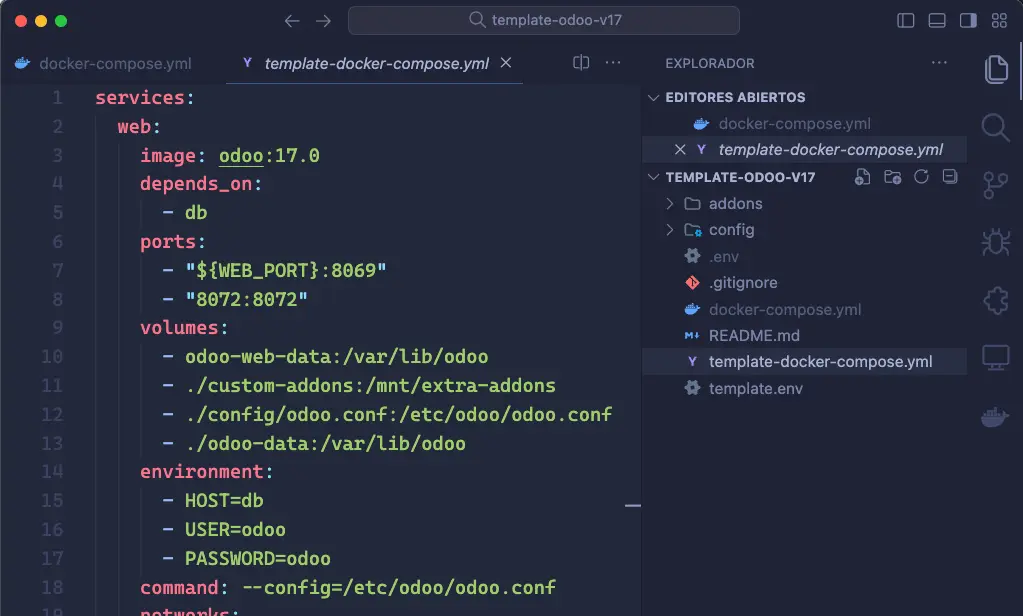 template-odoo-v17
docker-compose.yml
template-docker-compose.yml
1 services:
2 web:
3 image: odoo:17.0
4 depends_on:
5 - db
6 ports:
7 - "${WEB_PORT}:8069"
8 - "8072:8072"
9 volumes:
10 - odoo-web-data:/var/lib/odoo
11 - ./custom-addons:/mnt/extra-addons
12 - ./config/odoo.conf:/etc/odoo/odoo.conf
13 - ./odoo-data:/var/lib/odoo
14 environment:
15 - HOST=db
16 - USER=odoo
17 - PASSWORD=odoo
18 command: --config=/etc/odoo/odoo.conf
19 networks:
EXPLORADOR
EDITORES ABIERTOS
docker-compose.yml
template-docker-compose.yml
TEMPLATE-ODOO-V17
addons
config
.env
.gitignore
docker-compose.yml
README.md
template-docker-compose.yml
template.env